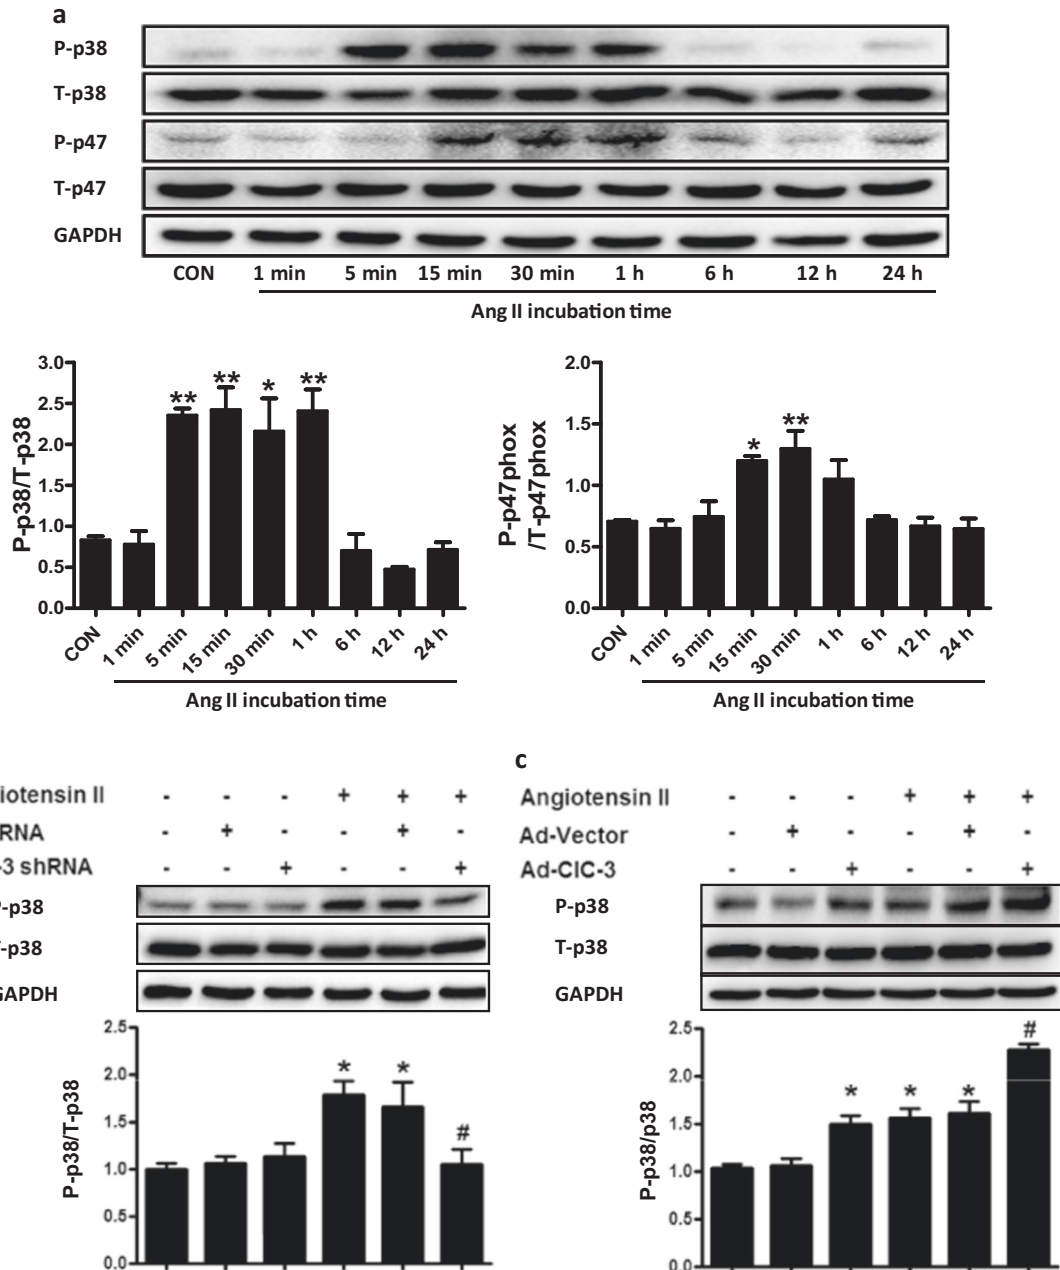 a
P-p38
T-p38
P-p47
T-p47
GAPDH
CON 1 min 5 min 15 min 30 min 1 h 6 h 12 h 24 h
Ang II incubation time
P-p38/T-p38
3.0
2.5
2.0
1.5
1.0
0.5
0.0
** ** * **
CON 1 min 5 min 15 min 30 min 1 h 6 h 12 h 24 h
Ang II incubation time
P-p47phox
/T-p47phox
2.0
1.5
1.0
0.5
0.0
* **
CON 1 min 5 min 15 min 30 min 1 h 6 h 12 h 24 h
Ang II incubation time
iotensin II - - - + + +
RNA - + - - + -
-3 shRNA - - + - - +
P-p38
T-p38
GAPDH
P-p38/T-p38
2.5
2.0
1.5
1.0
0.5
0.0
* * #
c
Angiotensin II - - - + + +
Ad-Vector - + - - + -
Ad-ClC-3 - - + - - +
P-p38
T-p38
GAPDH
P-p38/p38
2.5
2.0
1.5
1.0
0.5
0.0
* * * #